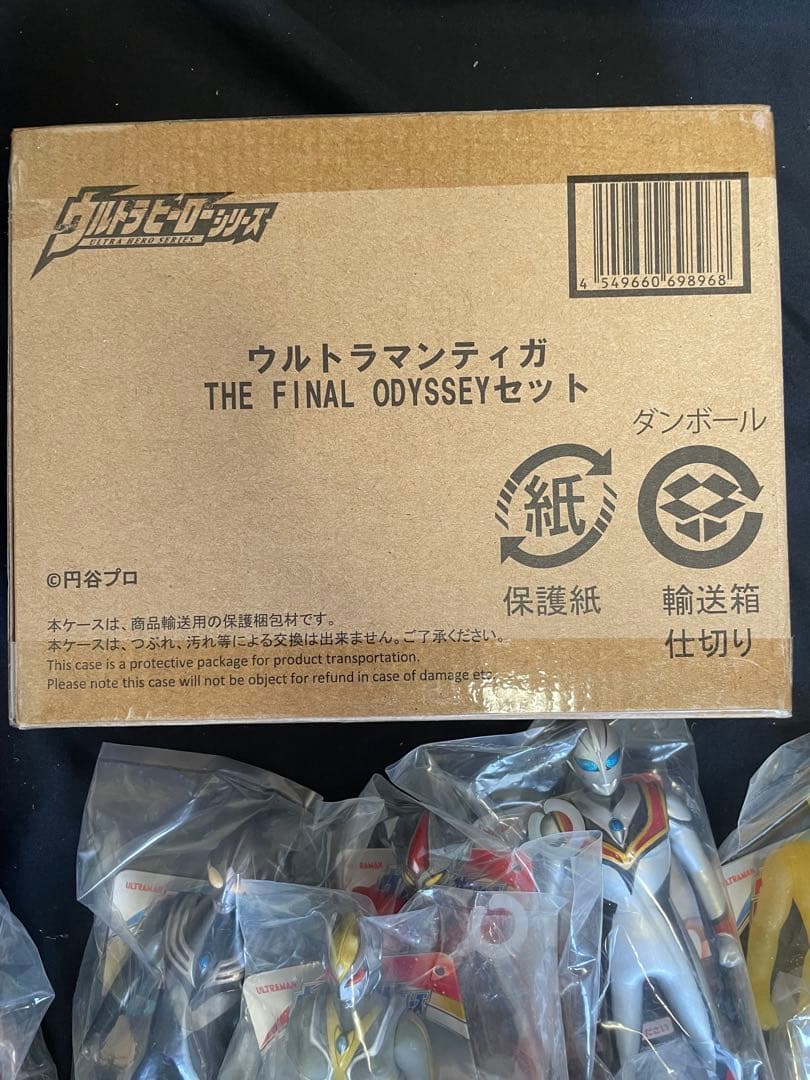 ウルトラヒーローシリーズ
ULTRA HERO SERIES
4 549660 698968
ウルトラマンティガ
THE FINAL ODYSSEYセット
ダンボール
紙
保護紙
輸送箱
仕切り
©円谷プロ
本ケースは、商品輸送用の保護梱包材です。
本ケースは、つぶれ、汚れ等による交換は出来ません。ご了承ください。
This case is a protective package for product transportation.
Please note this case will not be object for refund in case of damage etc.
ULTRAMAN
ULTRAMAN
ULTRAMAN